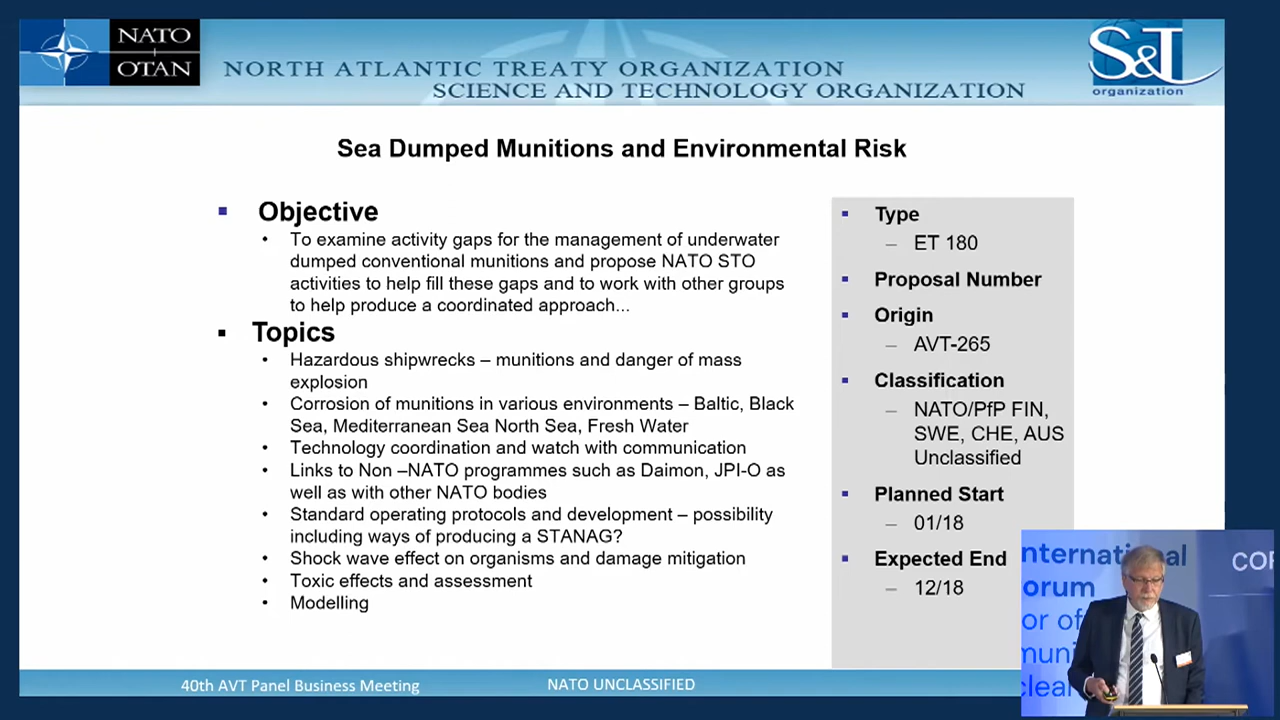 NATO
OTAN
NORTH ATLANTIC TREATY ORGANIZATION
SCIENCE AND TECHNOLOGY ORGANIZATION
S&T
organization
Sea Dumped Munitions and Environmental Risk
Objective
To examine activity gaps for the management of underwater
dumped conventional munitions and propose NATO STO
activities to help fill these gaps and to work with other groups
to help produce a coordinated approach...
Topics
Hazardous shipwrecks – munitions and danger of mass
explosion
Corrosion of munitions in various environments – Baltic, Black
Sea, Mediterranean Sea North Sea, Fresh Water
Technology coordination and watch with communication
Links to Non –NATO programmes such as Daimon, JPI-O as
well as with other NATO bodies
Standard operating protocols and development – possibility
including ways of producing a STANAG?
Shock wave effect on organisms and damage mitigation
Toxic effects and assessment
Modelling
Type
– ET 180
Proposal Number
Origin
– AVT-265
Classification
– NATO/PfP FIN,
SWE, CHE, AUS
Unclassified
Planned Start
– 01/18
Expected End
– 12/18
nternational
orum
or of
muni
clear
COF
40th AVT Panel Business Meeting
NATO UNCLASSIFIED